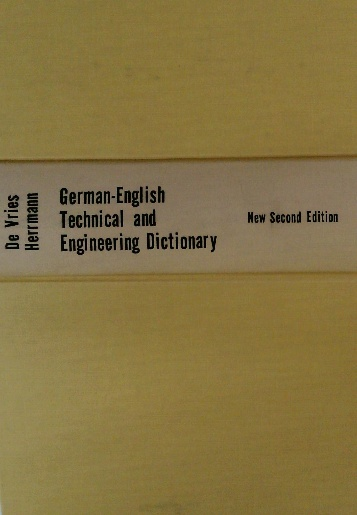 De Vries
Herrmann
German-English
Technical and
Engineering Dictionary
New Second Edition